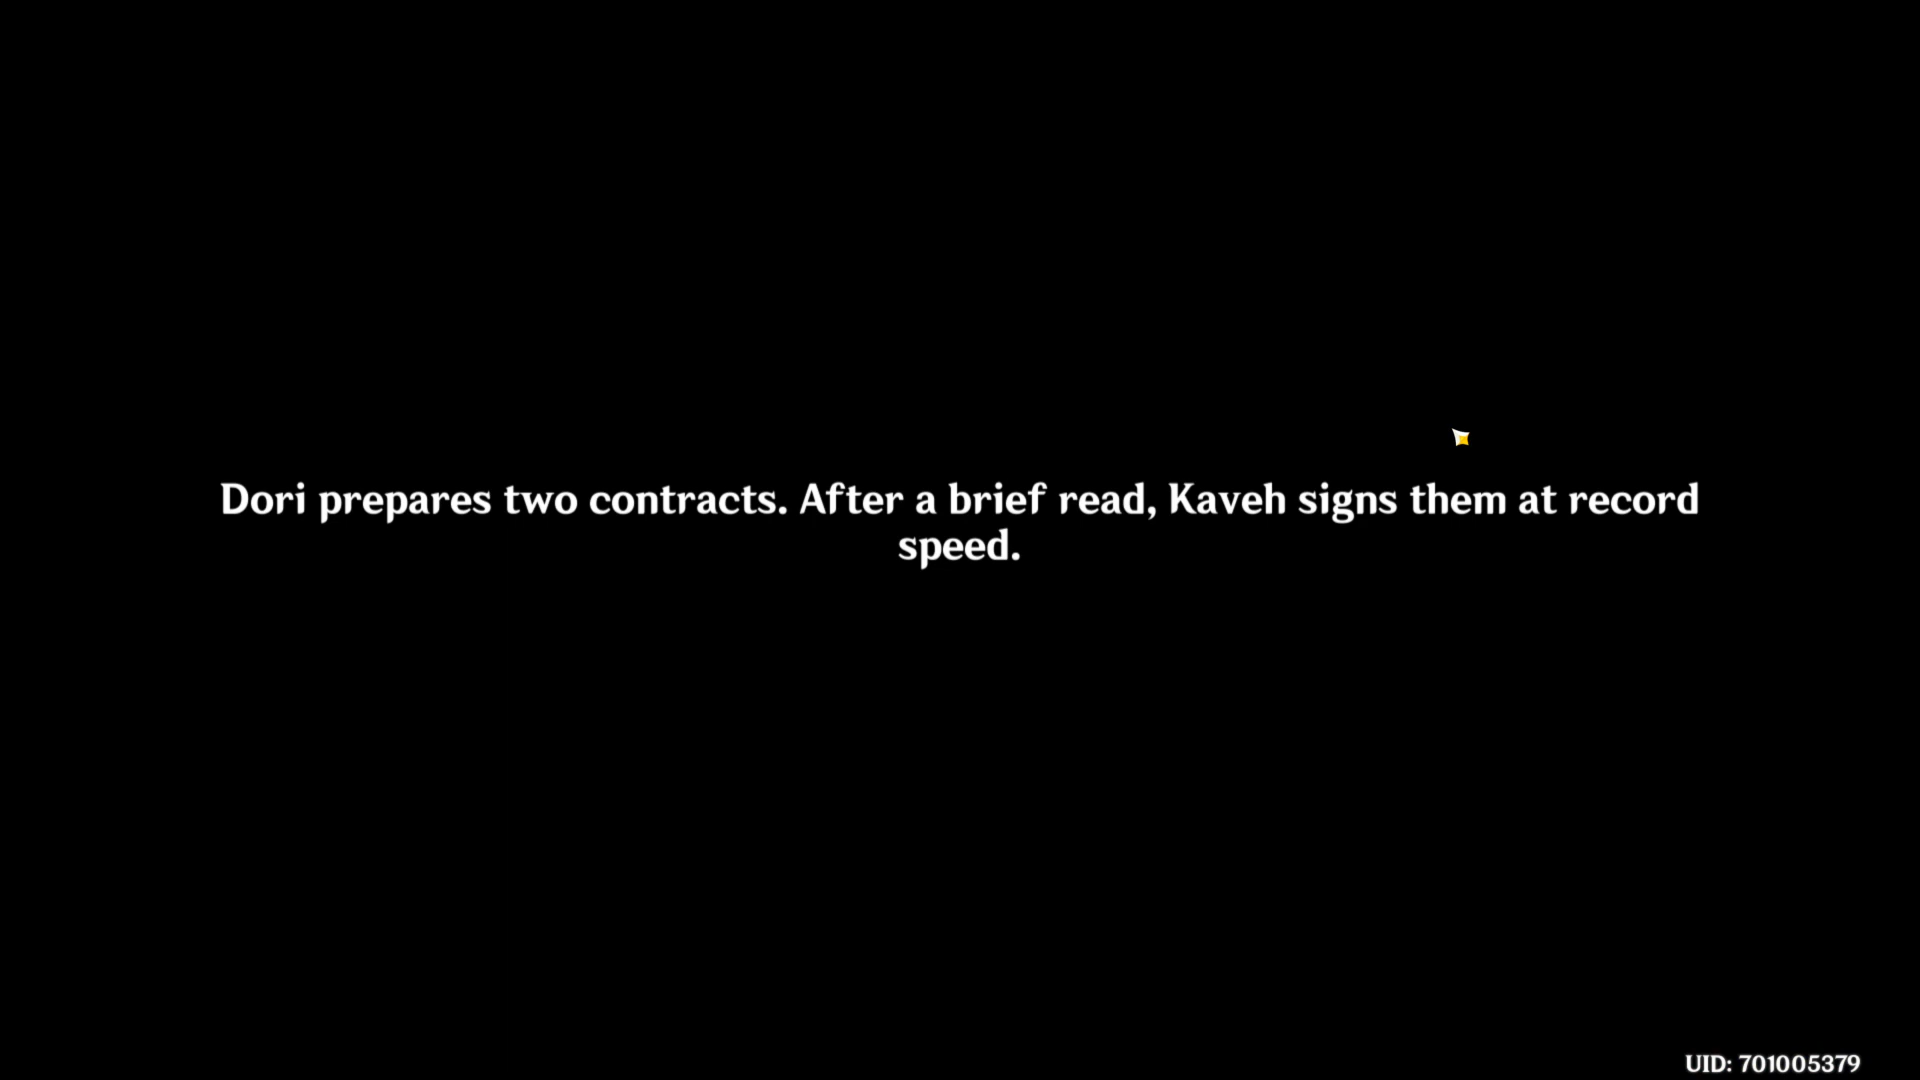 Dori prepares two contracts. After a brief read, Kaveh signs them at record
speed.
UID: 701005379